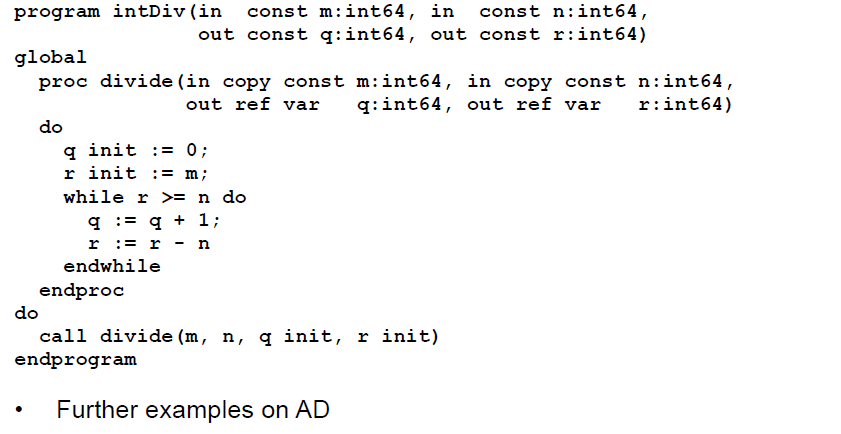 program intDiv(in  const m:int64, in  const n:int64,
               out const q:int64, out const r:int64)
global
  proc divide(in copy const m:int64, in copy const n:int64,
              out ref var   q:int64, out ref var   r:int64)
  do
    q init := 0;
    r init := m;
    while r >= n do
      q := q + 1;
      r := r - n
    endwhile
  endproc
do
  call divide(m, n, q init, r init)
endprogram
• Further examples on AD